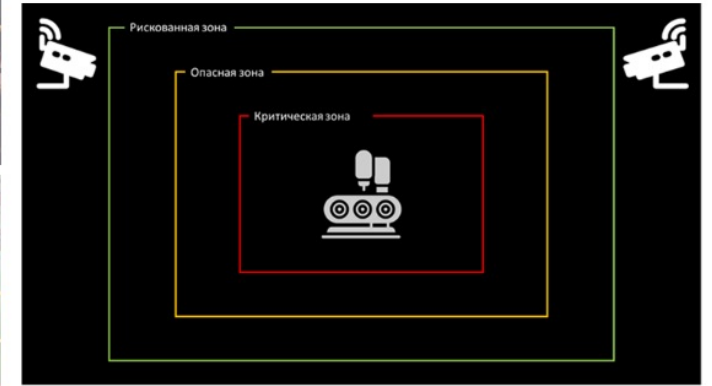 Рискованная зона
Опасная зона
Критическая зона